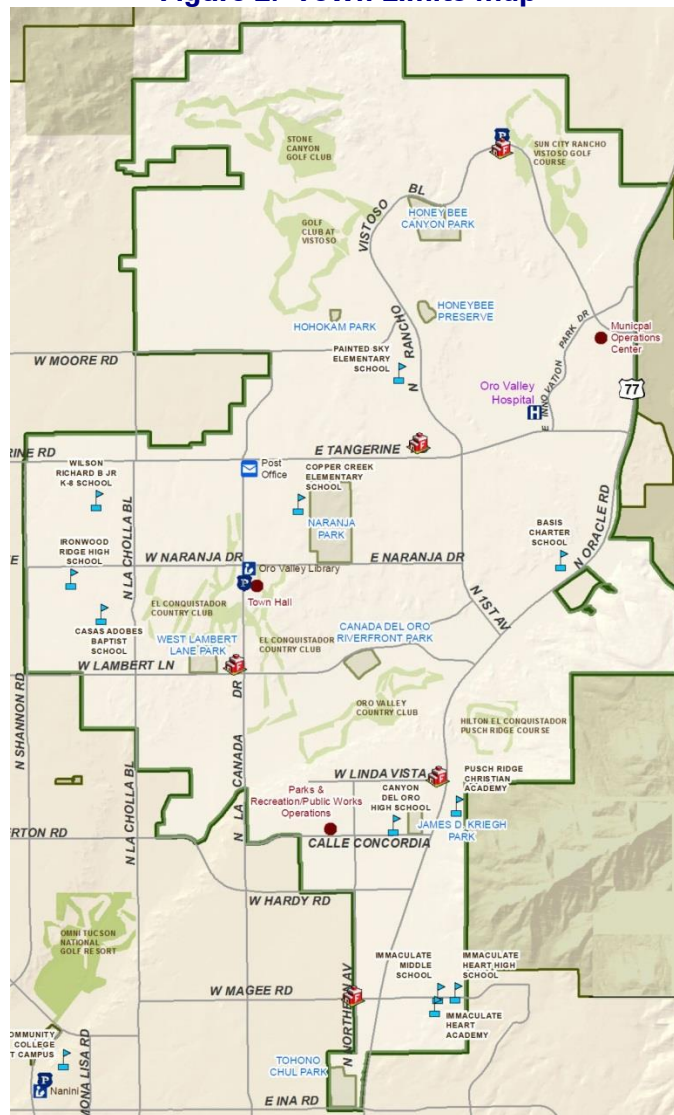 Figure 2. Town Limits Map
STONE
CANYON
GOLF CLUB
SUN CITY RANCHO
VISTOSO GOLF
COURSE
BL
VISTOSO
HONEY BEE
CANYON PARK
GOLF
CLUB AT
VISTOSO
HOHOKAM PARK
HONEYBEE
PRESERVE
N RANCHO
PAINTED SKY
ELEMENTARY
SCHOOL
E INNOVATION PARK DR
Municpal
Operations
Center
W MOORE RD
77
Oro Valley
Hospital
H
E TANGERINE
RINE RD
WILSON
RICHARD B JR
K-8 SCHOOL
Post
Office
COPPER CREEK
ELEMENTARY
SCHOOL
NARANJA
PARK
N LA CHOLLA BL
BASIS
CHARTER
SCHOOL
N ORACLE RD
IRONWOOD
RIDGE HIGH
SCHOOL
E
W NARANJA DR
E NARANJA DR
Oro Valley Library
P
Town Hall
N 1ST AV
EL CONQUISTADOR
COUNTRY CLUB
CASAS ADOBES
BAPTIST
SCHOOL
WEST LAMBERT
LANE PARK
EL CONQUISTADOR
COUNTRY CLUB
CANADA DEL ORO
RIVERFRONT PARK
W LAMBERT LN
N SHANNON RD
ORO VALLEY
COUNTRY CLUB
HILTON EL CONQUISTADOR
PUSCH RIDGE COURSE
N LA CANADA DR
N LA CHOLLA BL
W LINDA VISTA
PUSCH RIDGE
CHRISTIAN
ACADEMY
Parks &
Recreation/Public Works
Operations
CANYON
DEL ORO
HIGH SCHOOL
JAMES D. KRIEGH
PARK
ERTON RD
CALLE CONCORDIA
W HARDY RD
OMNI TUCSON
NATIONAL
GOLF RESORT
IMMACULATE
MIDDLE
SCHOOL
IMMACULATE
HEART HIGH
SCHOOL
W MAGEE RD
IMMACULATE
HEART
ACADEMY
N NORTHERN AV
OMMUNITY
COLLEGE
T CAMPUS
MONA LISA RD
P
Nanini
TOHONO
CHUL PARK
E INA RD